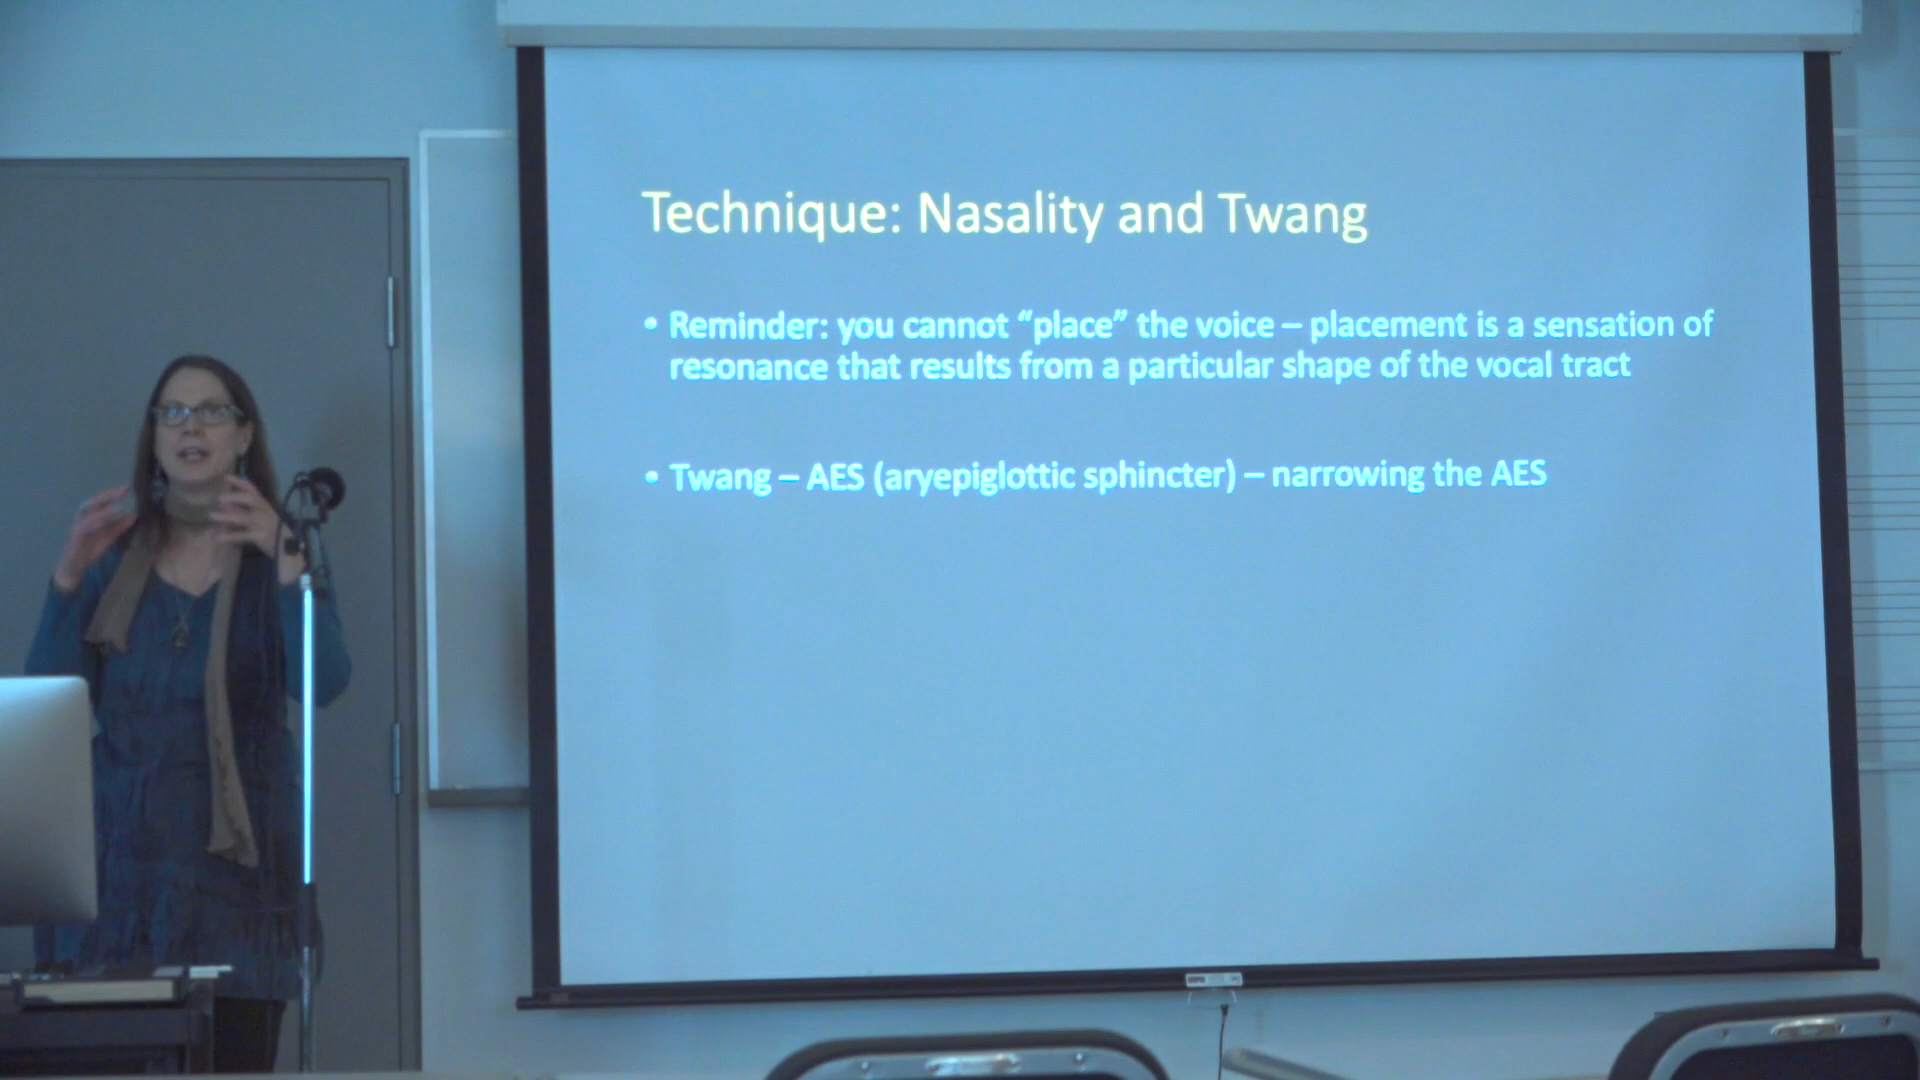 Technique: Nasality and Twang
• Reminder: you cannot “place” the voice – placement is a sensation of
resonance that results from a particular shape of the vocal tract
• Twang – AES (aryepiglottic sphincter) – narrowing the AES